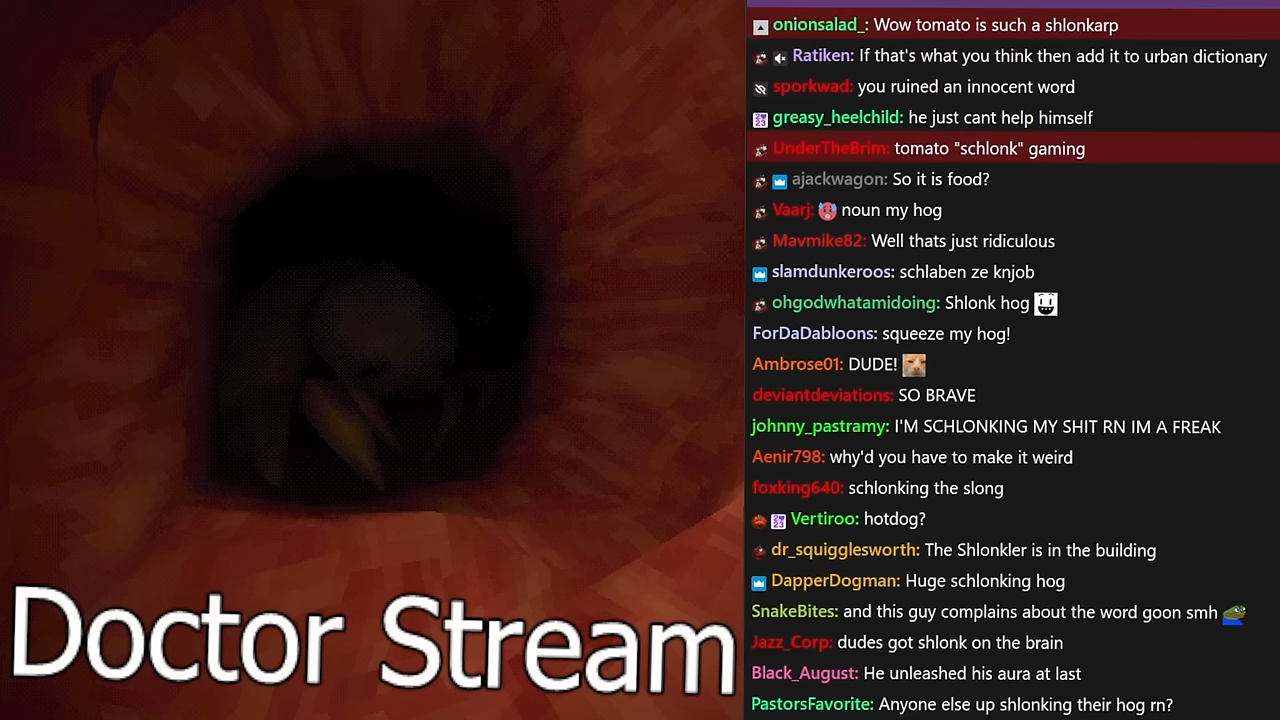 onionsalad_: Wow tomato is such a shlonkarp
Ratiken: If that's what you think then add it to urban dictionary
sporkwad: you ruined an innocent word
greasy_heelchild: he just cant help himself
UnderTheBrim: tomato "schlonk" gaming
ajackwagon: So it is food?
Vaarj: noun my hog
Mavmike82: Well thats just ridiculous
slamdunkeroos: schlaben ze knjob
ohgodwhatamidoing: Shlonk hog
ForDaDabloons: squeeze my hog!
Ambrose01: DUDE!
deviantdeviations: SO BRAVE
johnny_pastramy: I'M SCHLONKING MY SHIT RN IM A FREAK
Aenir798: why'd you have to make it weird
foxking640: schlonking the slong
Vertiroo: hotdog?
dr_squigglesworth: The Shlonkler is in the building
DapperDogman: Huge schlonking hog
SnakeBites: and this guy complains about the word goon smh
Jazz_Corp: dudes got shlonk on the brain
Black_August: He unleashed his aura at last
PastorsFavorite: Anyone else up shlonking their hog rn?
Doctor Stream